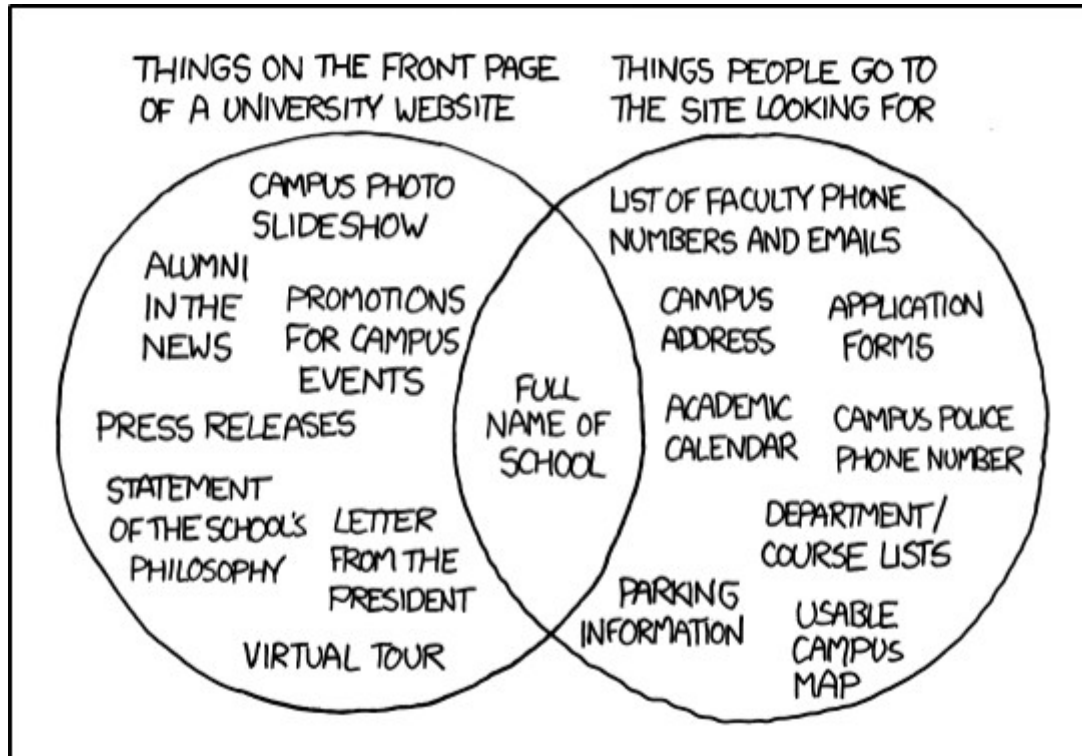 THINGS ON THE FRONT PAGE
OF A UNIVERSITY WEBSITE
THINGS PEOPLE GO TO
THE SITE LOOKING FOR
CAMPUS PHOTO
SLIDESHOW
ALUMNI
IN THE
NEWS
PROMOTIONS
FOR CAMPUS
EVENTS
PRESS RELEASES
STATEMENT
OF THE SCHOOL'S
PHILOSOPHY
LETTER
FROM THE
PRESIDENT
VIRTUAL TOUR
FULL
NAME OF
SCHOOL
LIST OF FACULTY PHONE
NUMBERS AND EMAILS
CAMPUS
ADDRESS
APPLICATION
FORMS
ACADEMIC
CALENDAR
CAMPUS POLICE
PHONE NUMBER
DEPARTMENT/
COURSE LISTS
PARKING
INFORMATION
USABLE
CAMPUS
MAP